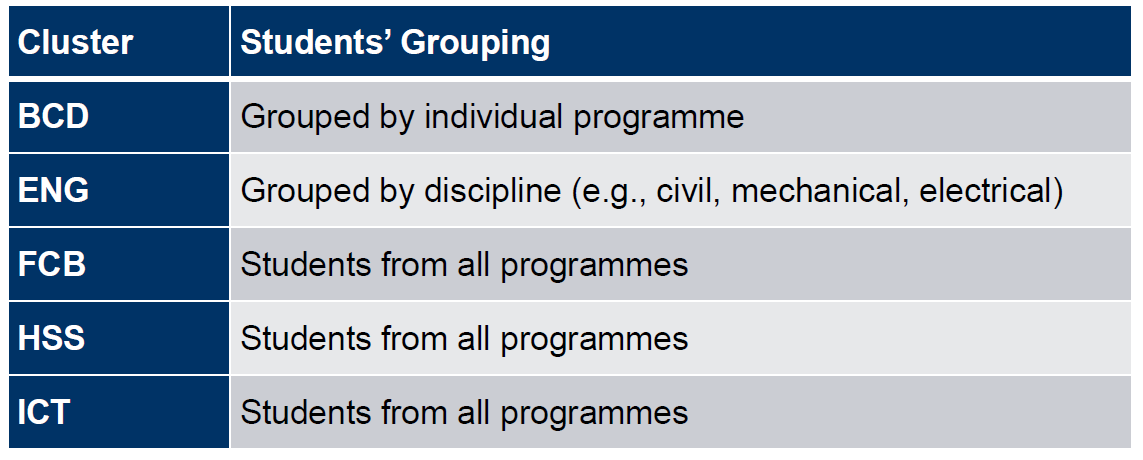 Cluster Students’ Grouping
BCD Grouped by individual programme
ENG Grouped by discipline (e.g., civil, mechanical, electrical)
FCB Students from all programmes
HSS Students from all programmes
ICT Students from all programmes